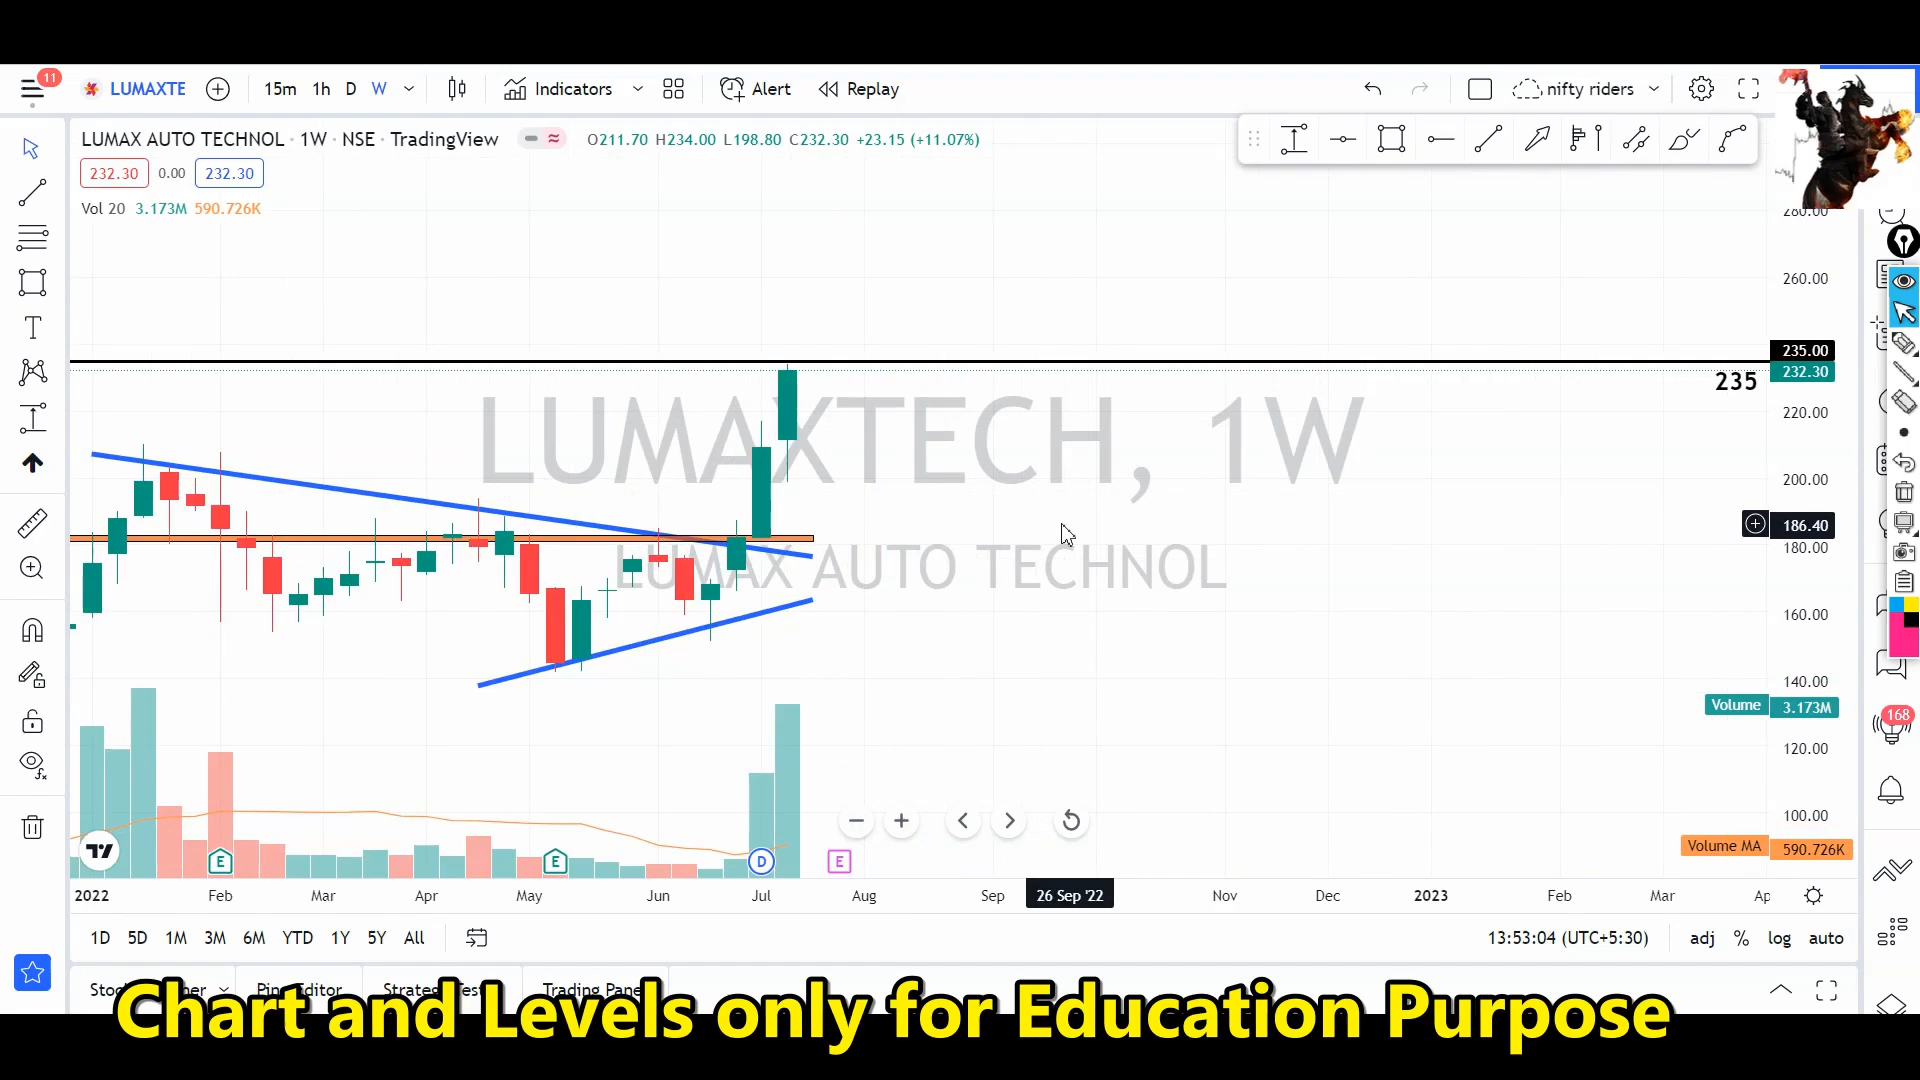 11
LUMAXTE 15m 1h D W Indicators Alert Replay nifty riders
LUMAX AUTO TECHNOL · 1W · NSE · TradingView O211.70 H234.00 L198.80 C232.30 +23.15 (+11.07%)
232.30 0.00 232.30
Vol 20 3.173M 590.726K
280.00
260.00
235.00
232.30
235
220.00
LUMAXTECH, 1W
200.00
186.40
180.00
LUMAX AUTO TECHNOL
160.00
140.00
Volume 3.173M
168
120.00
100.00
Volume MA 590.726K
E E D E
2022 Feb Mar Apr May Jun Jul Aug Sep 26 Sep '22 Nov Dec 2023 Feb Mar Ap
1D 5D 1M 3M 6M YTD 1Y 5Y All 13:53:04 (UTC+5:30) adj % log auto
Chart and Levels only for Education Purpose